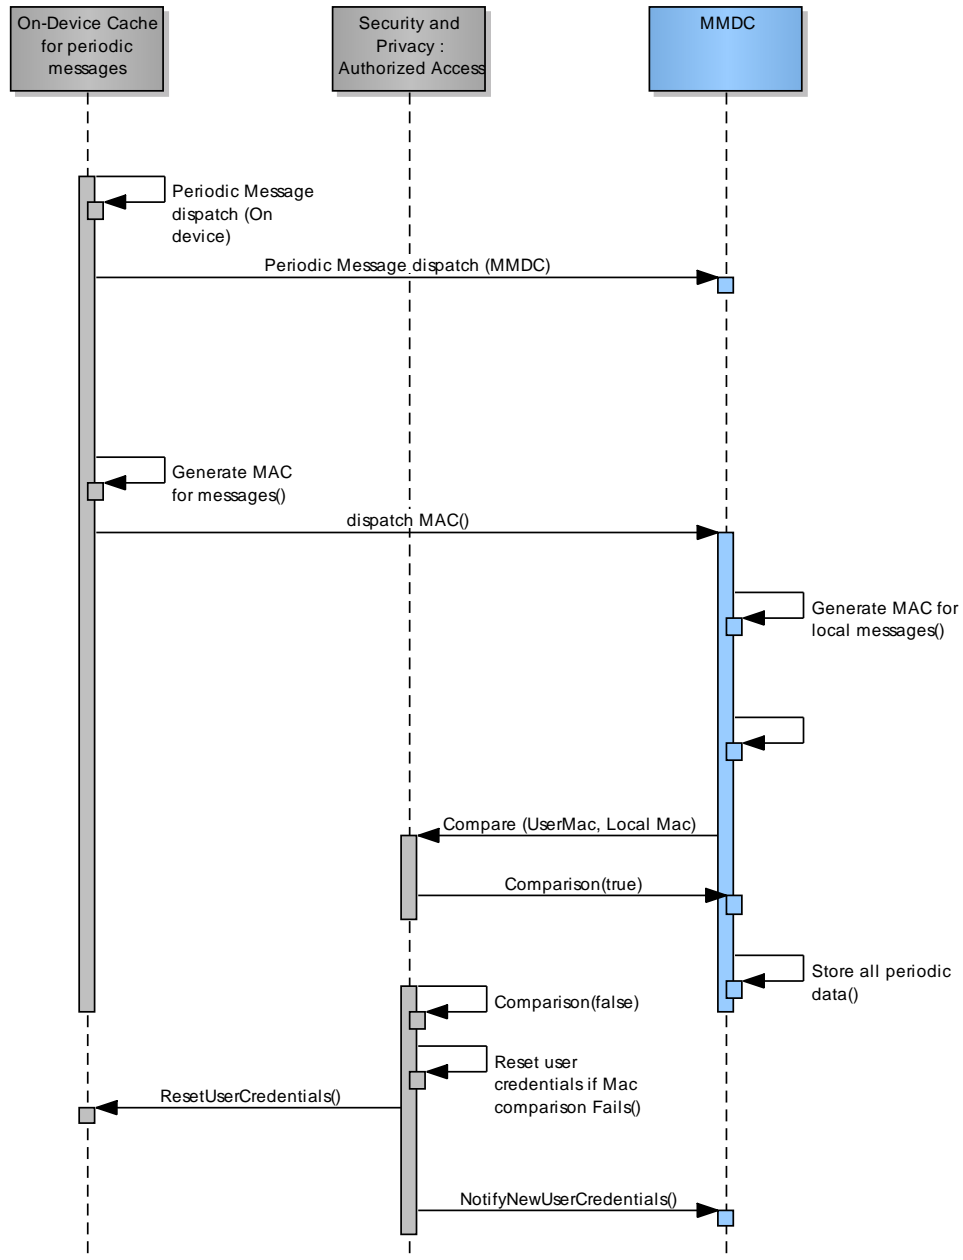 On-Device Cache
for periodic
messages
Security and
Privacy :
Authorized Access
MMDC
Periodic Message
dispatch (On
device)
Periodic Message dispatch (MMDC)
Generate MAC
for messages()
dispatch MAC()
Generate MAC for
local messages()
Compare (UserMac, Local Mac)
Comparison(true)
Store all periodic
data()
Comparison(false)
Reset user
credentials if Mac
comparison Fails()
ResetUserCredentials()
NotifyNewUserCredentials()